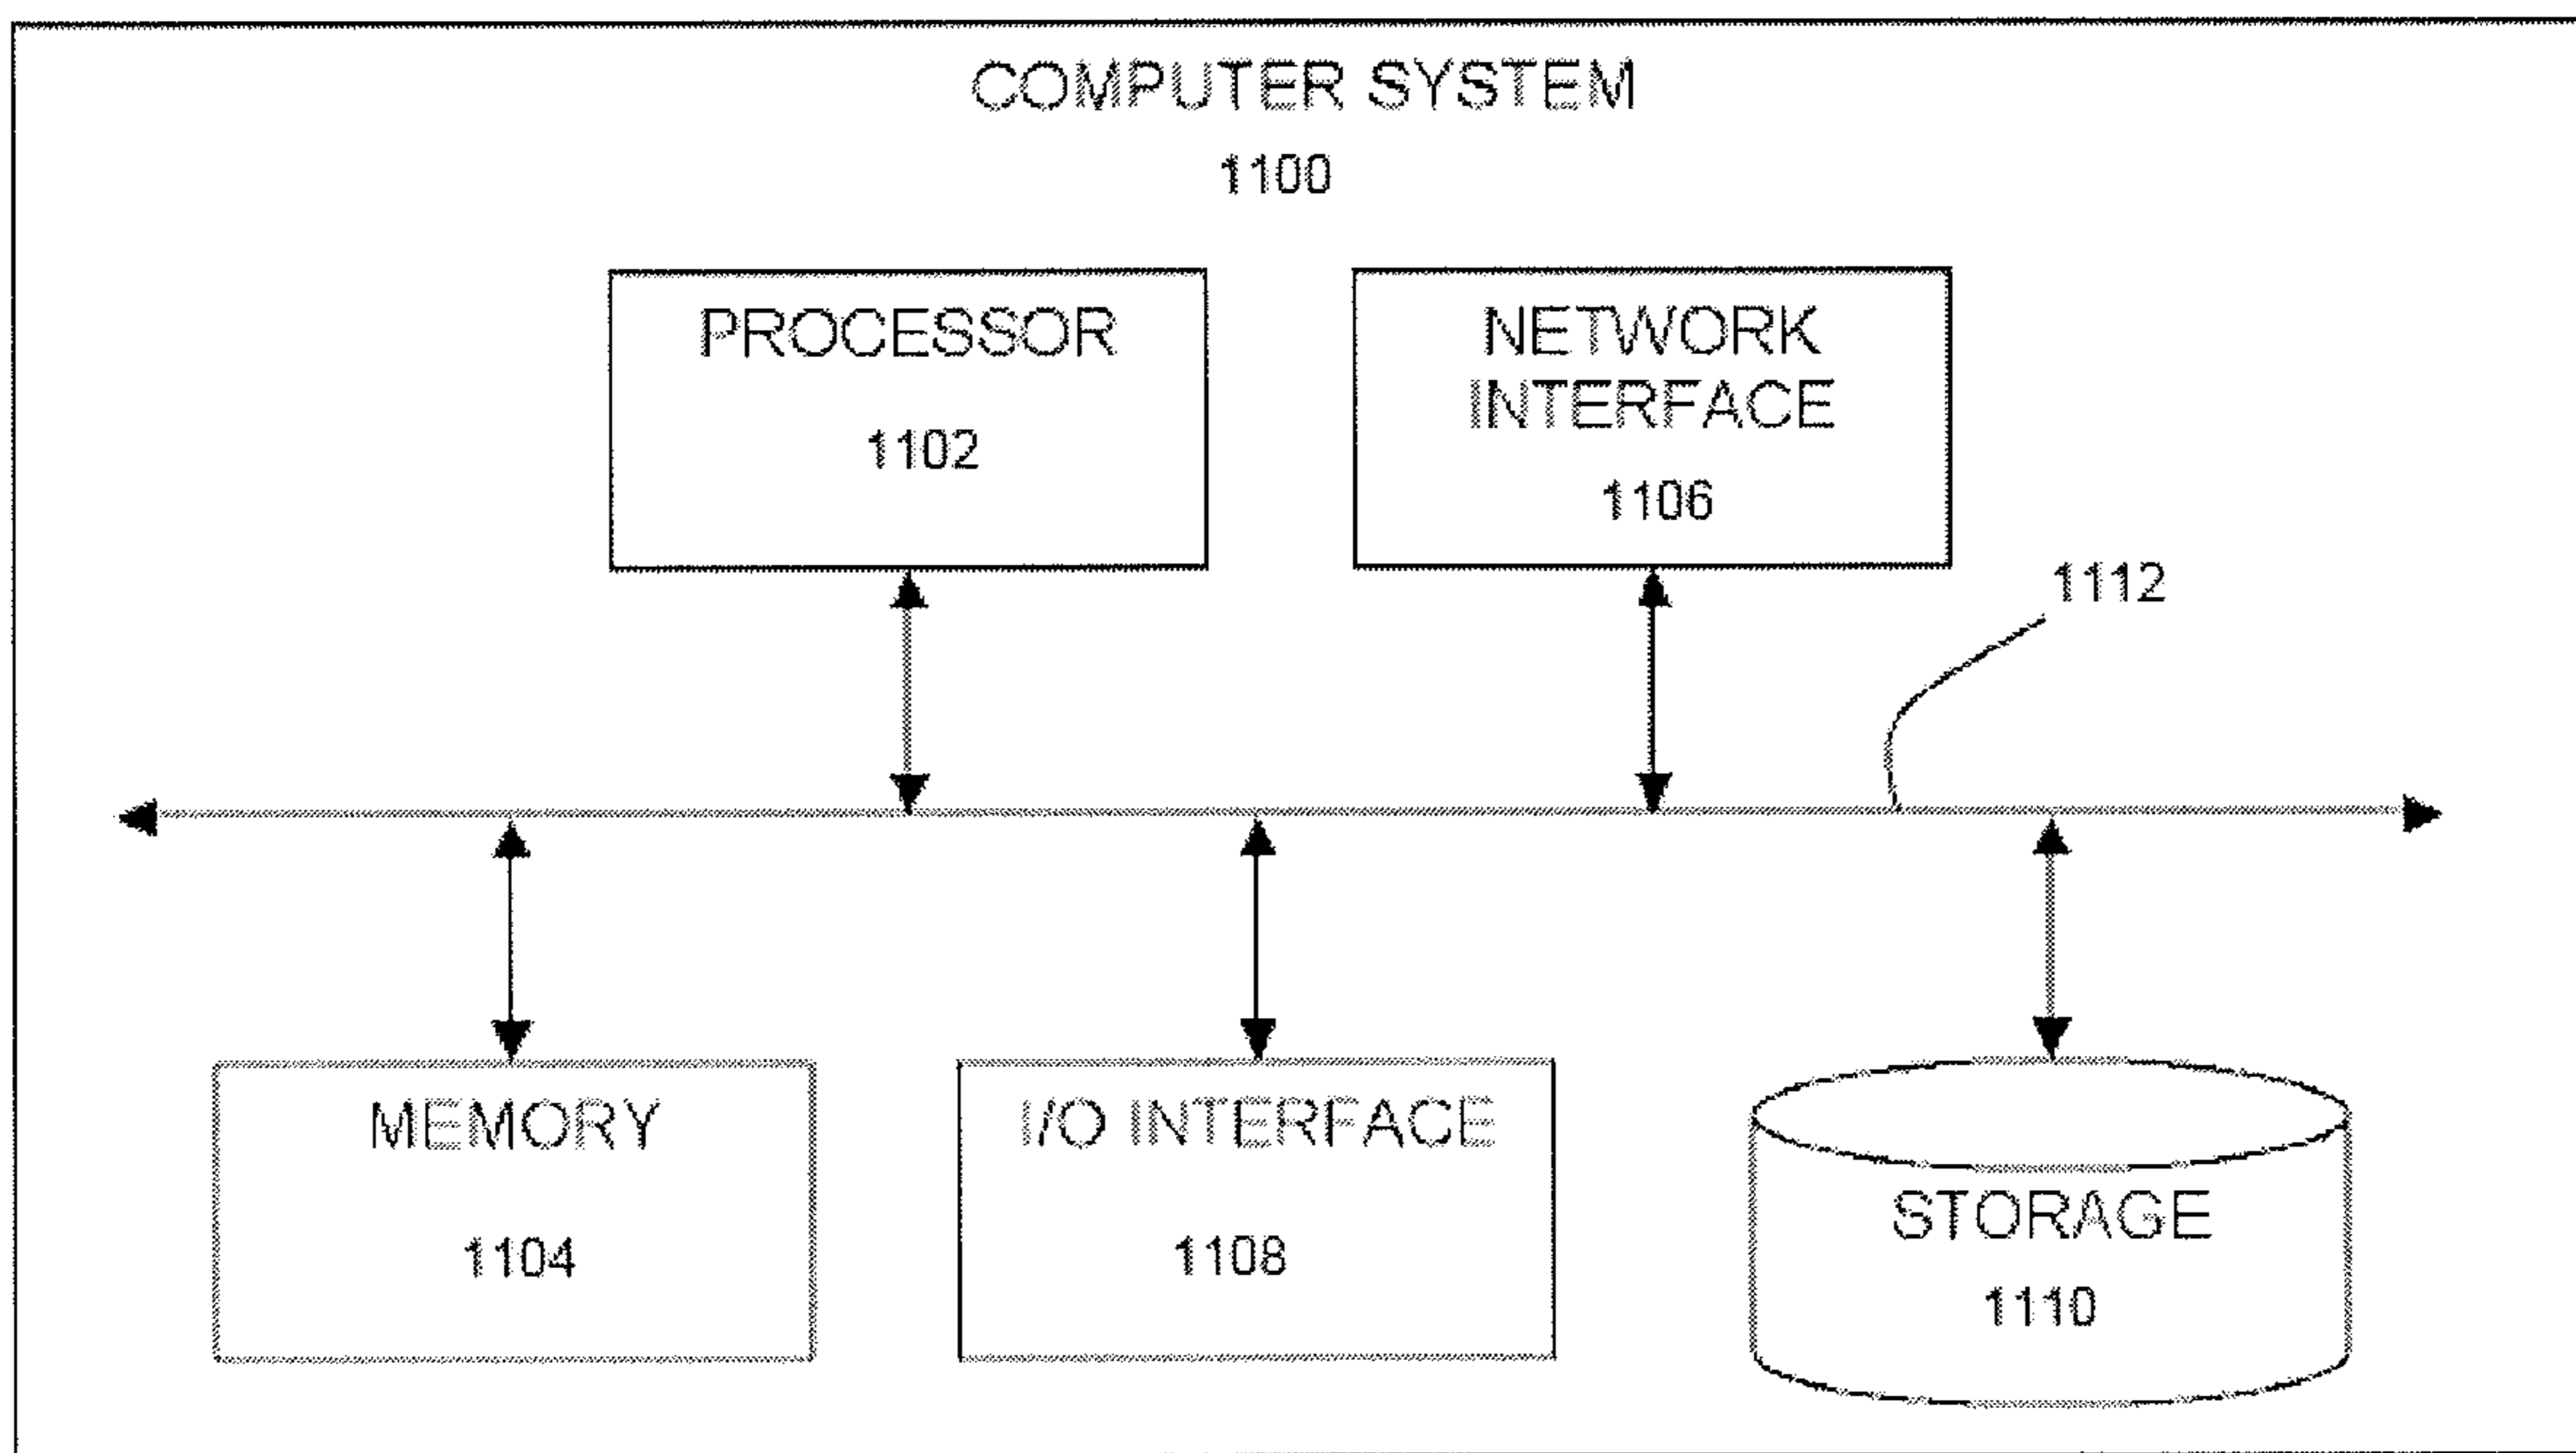 COMPUTER SYSTEM
1100
PROCESSOR
1102
NETWORK
INTERFACE
1106
1112
MEMORY
1104
I/O INTERFACE
1108
STORAGE
1110